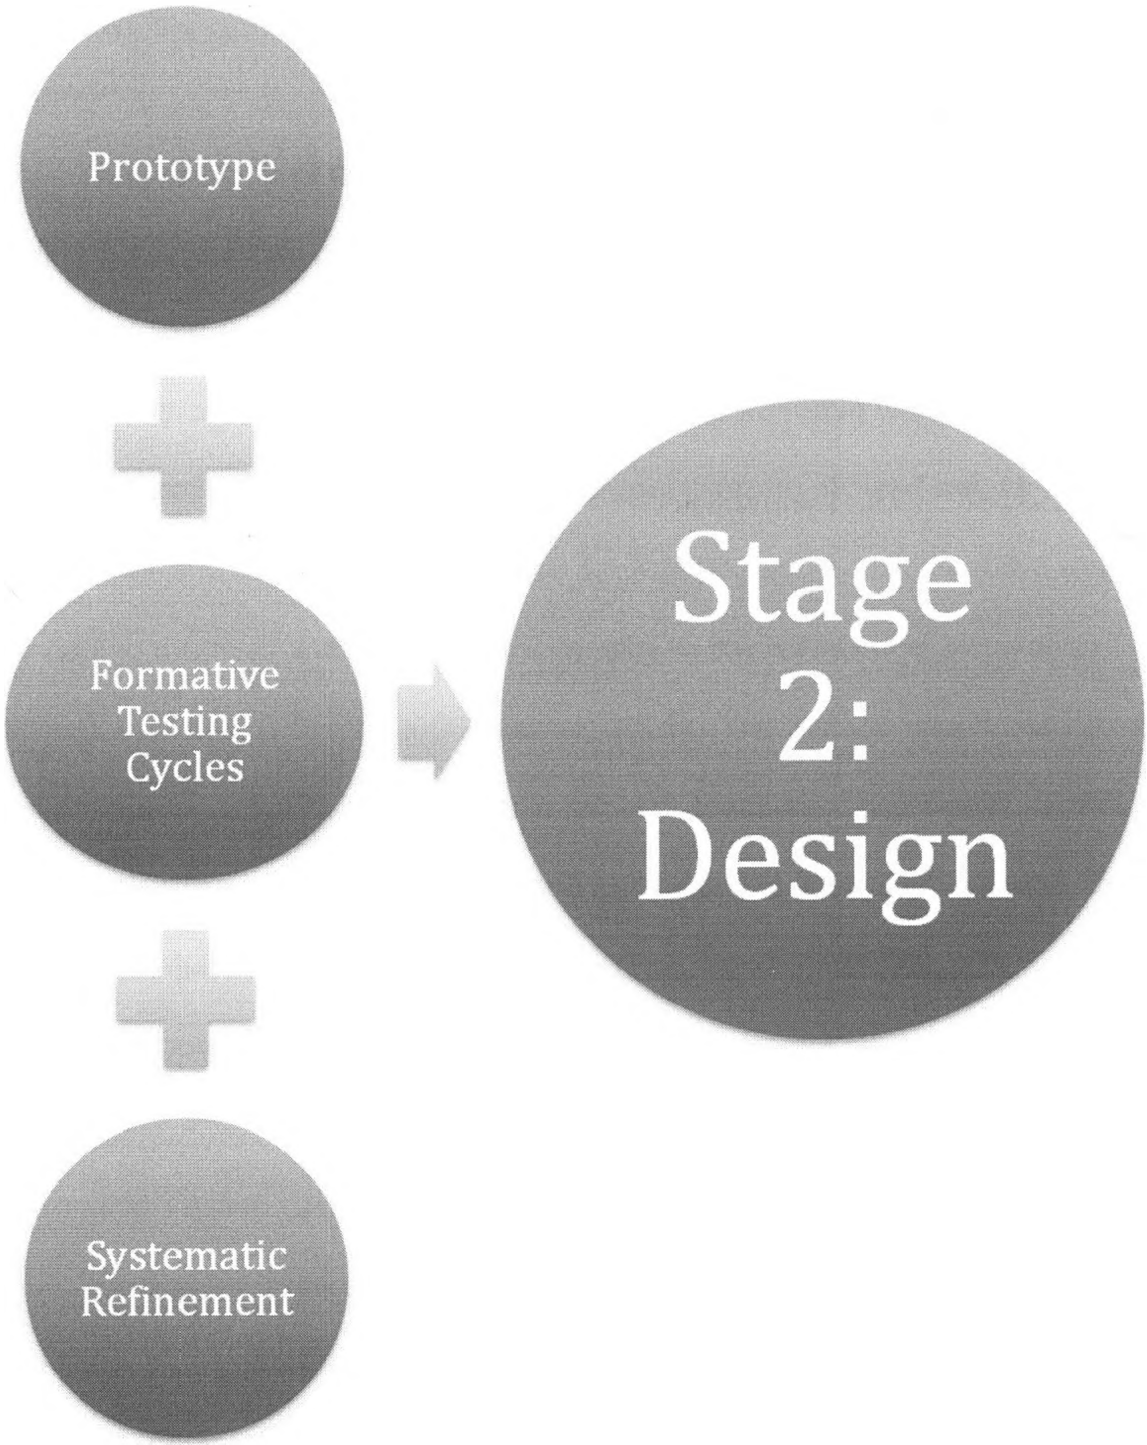 Prototype
Formative
Testing
Cycles
Systematic
Refinement
Stage
2:
Design